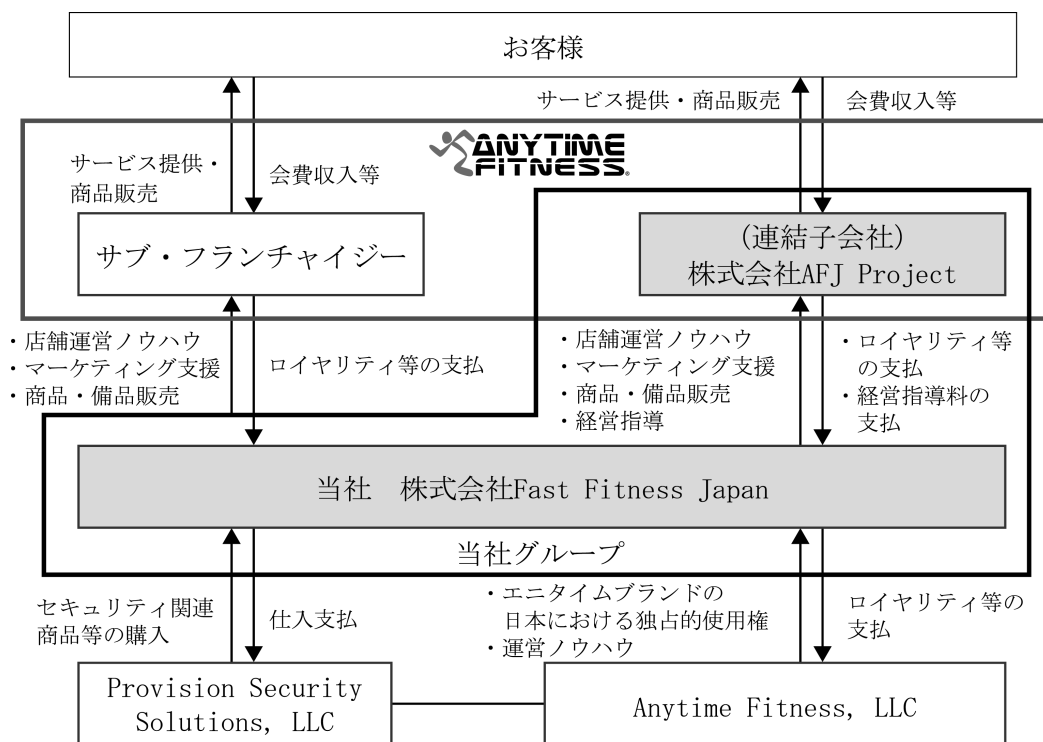 お客様
サービス提供・商品販売
会費収入等
ANYTIME
FITNESS
サービス提供・
商品販売
会費収入等
サブ・フランチャイジー
(連結子会社)
株式会社AFJ Project
・店舗運営ノウハウ
・マーケティング支援
・商品・備品販売
ロイヤリティ等の支払
・店舗運営ノウハウ
・マーケティング支援
・商品・備品販売
・経営指導
・ロイヤリティ等
の支払
・経営指導料の
支払
当社　株式会社Fast Fitness Japan
当社グループ
セキュリティ関連
商品等の購入
仕入支払
・エニタイムブランドの
日本における独占的使用権
・運営ノウハウ
ロイヤリティ等の
支払
Provision Security
Solutions, LLC
Anytime Fitness, LLC